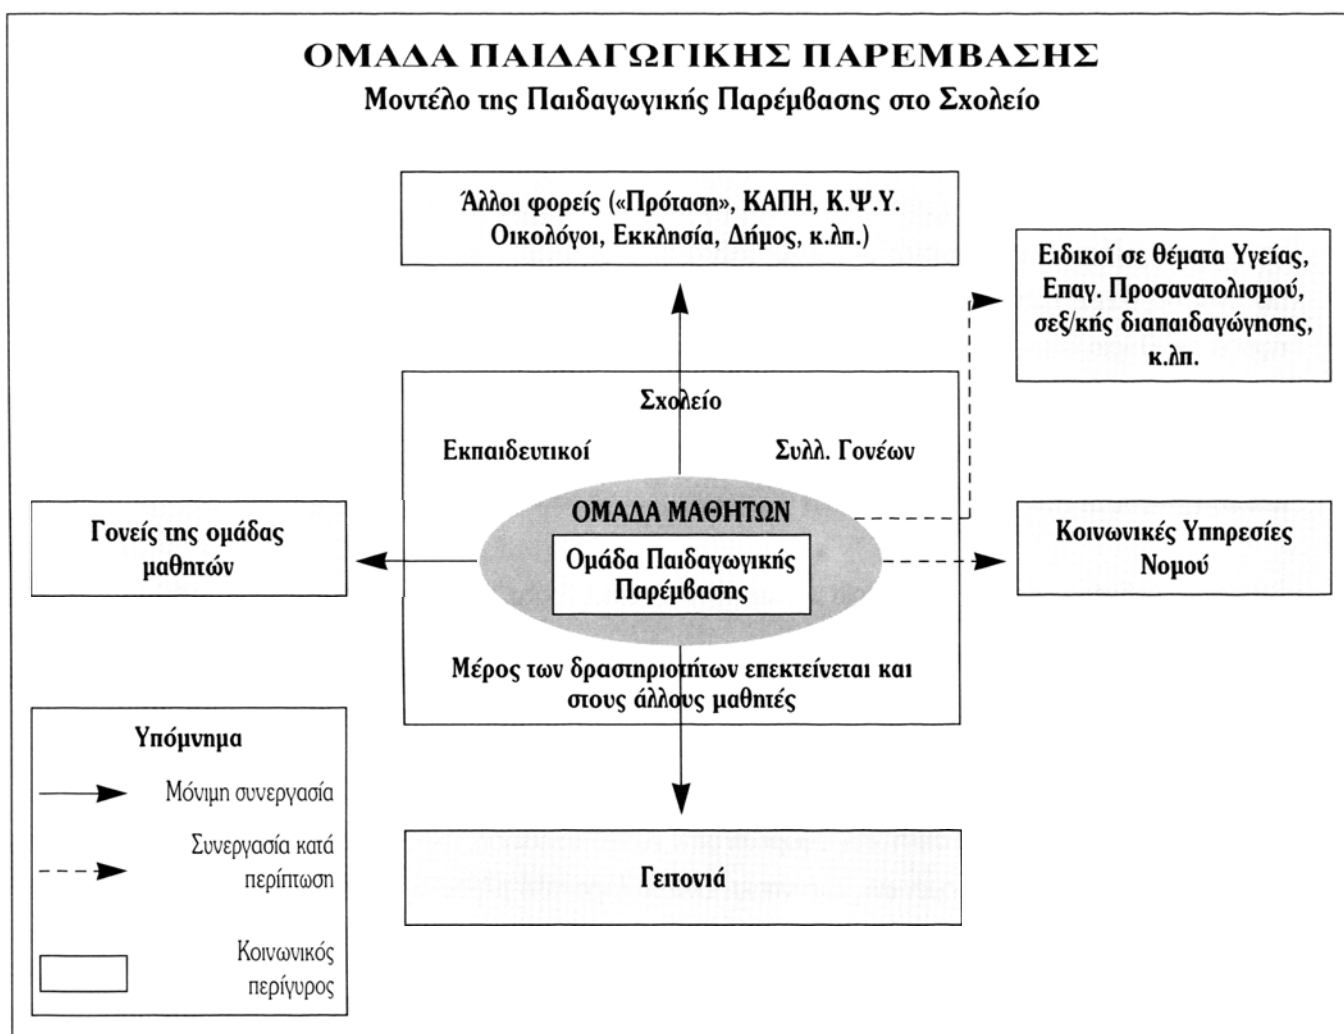 ΟΜΑΔΑ ΠΑΙΔΑΓΩΓΙΚΗΣ ΠΑΡΕΜΒΑΣΗΣ
Μοντέλο της Παιδαγωγικής Παρέμβασης στο Σχολείο
Άλλοι φορείς («Πρόταση», ΚΑΠΗ, Κ.Ψ.Υ.
Οικολόγοι, Εκκλησία, Δήμος, κ.λπ.)
Ειδικοί σε θέματα Υγείας,
Επαγ. Προσανατολισμού,
σεξ/κής διαπαιδαγώγησης,
κ.λπ.
Σχολείο
Εκπαιδευτικοί
Συλλ. Γονέων
ΟΜΑΔΑ ΜΑΘΗΤΩΝ
Ομάδα Παιδαγωγικής
Παρέμβασης
Γονείς της ομάδας
μαθητών
Κοινωνικές Υπηρεσίες
Νομού
Μέρος των δραστηριοτήτων επεκτείνεται και
στους άλλους μαθητές
Υπόμνημα
Μόνιμη συνεργασία
Συνεργασία κατά
περίπτωση
Κοινωνικός
περίγυρος
Γειτονιά